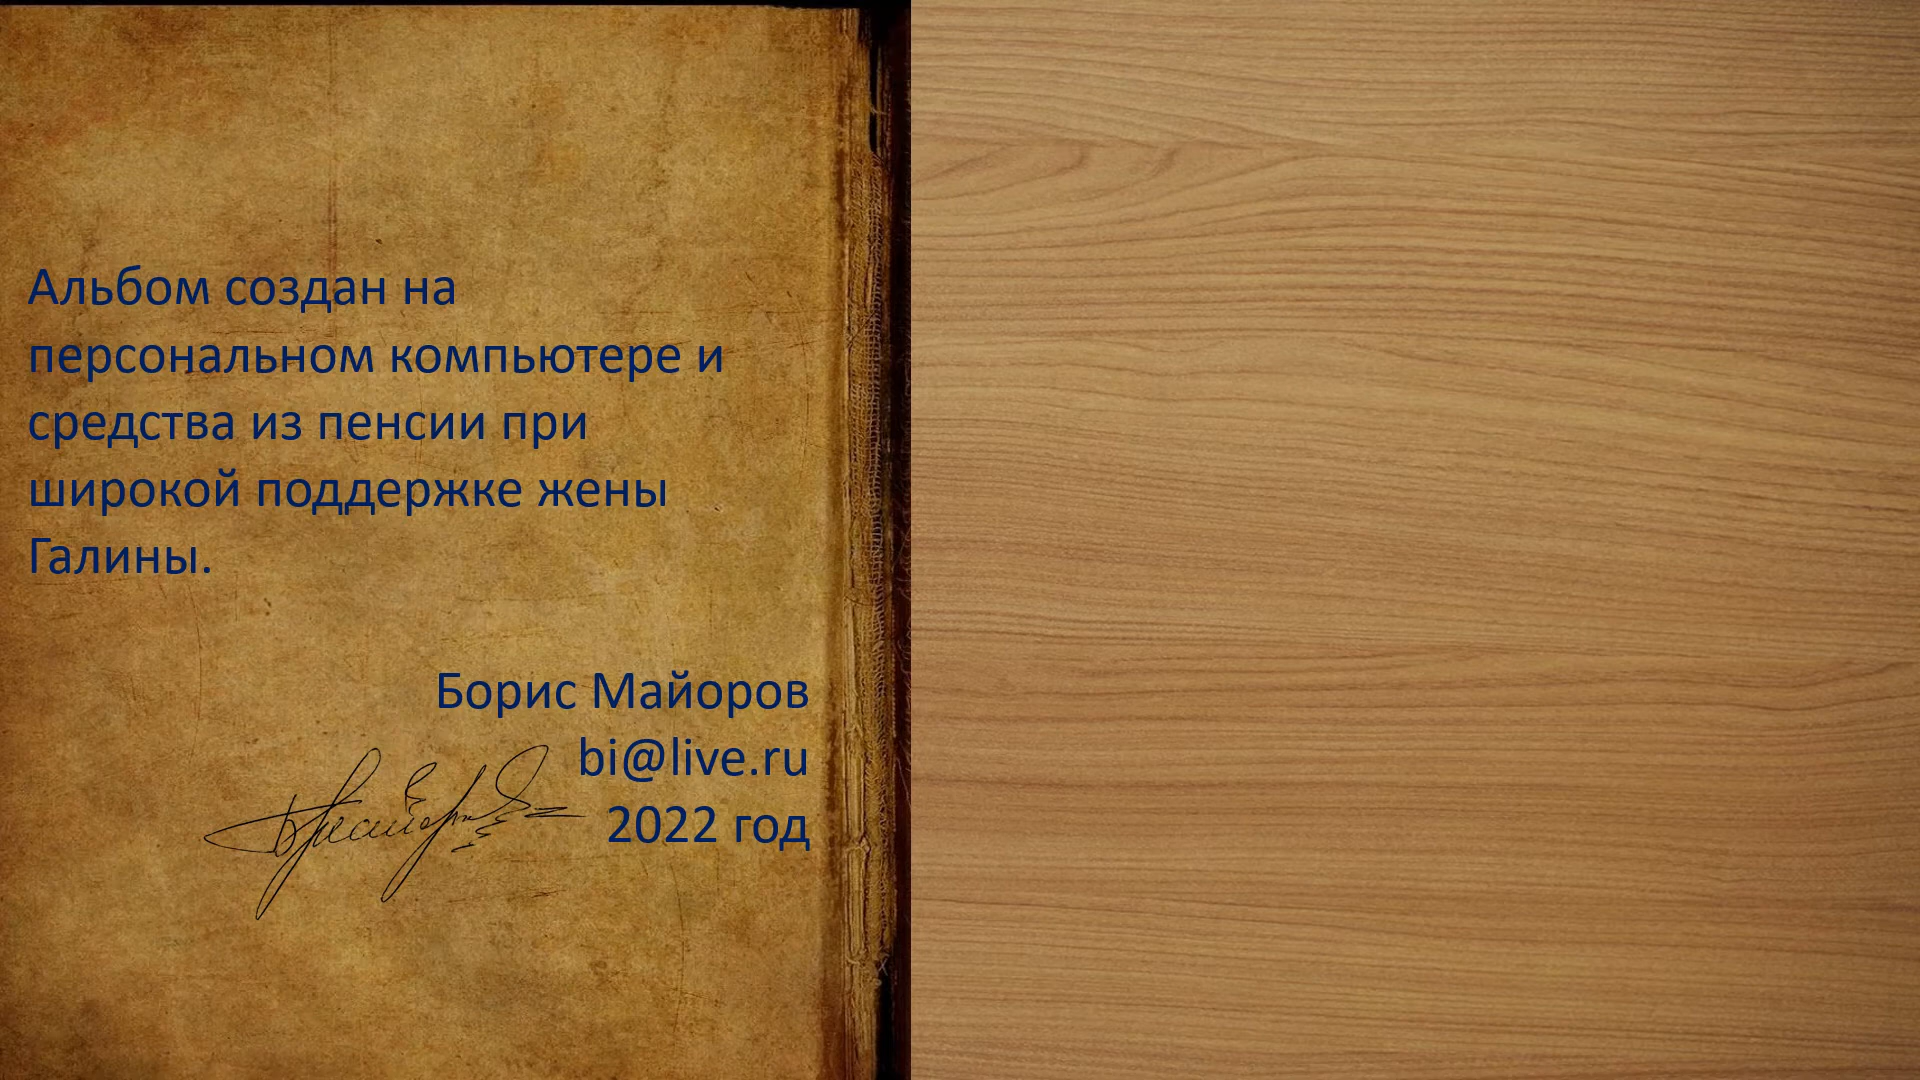 Альбом создан на
персональном компьютере и
средства из пенсии при
широкой поддержке жены
Галины.
Борис Майоров
bi@live.ru
2022 год